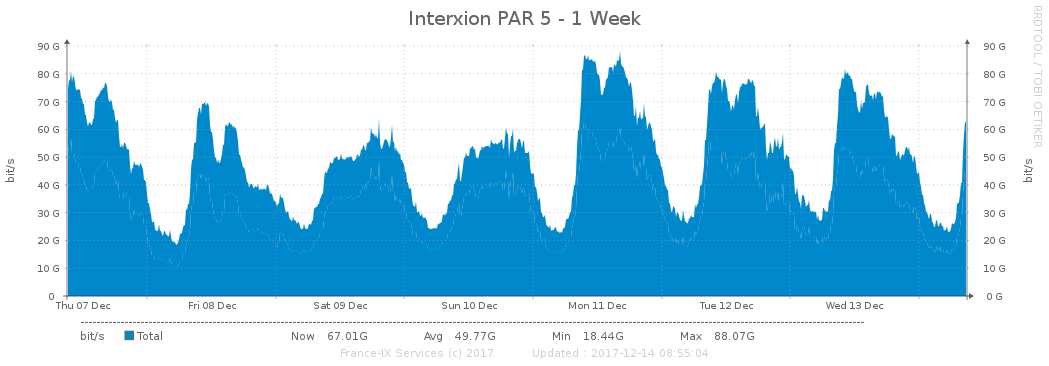 Interxion PAR 5 - 1 Week
RRDTOOL / TOBI OETIKER
bit/s
90 G
80 G
70 G
60 G
50 G
40 G
30 G
20 G
10 G
0
90 G
80 G
70 G
60 G
50 G
40 G
30 G
20 G
10 G
0 G
bit/s
Thu 07 Dec Fri 08 Dec Sat 09 Dec Sun 10 Dec Mon 11 Dec Tue 12 Dec Wed 13 Dec
bit/s Total Now 67.01G Avg 49.77G Min 18.44G Max 88.07G
France-IX Services (c) 2017 Updated : 2017-12-14 08:55:04